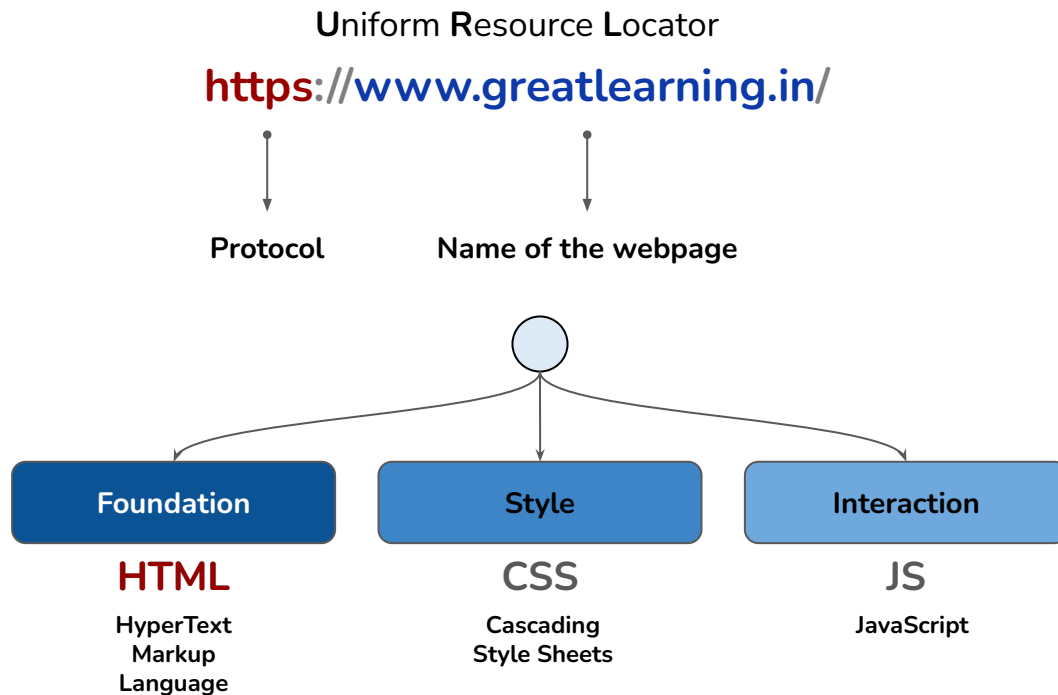 Uniform Resource Locator
https://www.greatlearning.in/
Protocol
Name of the webpage
Foundation
Style
Interaction
HTML
CSS
JS
HyperText
Markup
Language
Cascading
Style Sheets
JavaScript